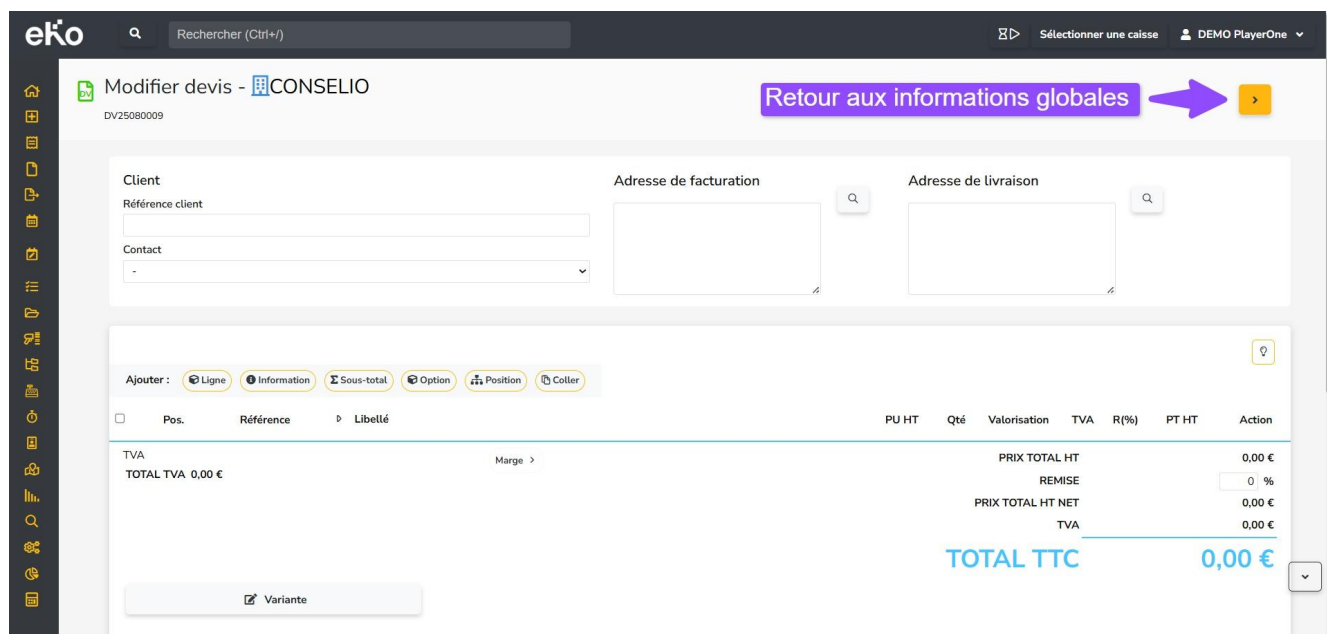 eko
Rechercher (Ctrl+/)
Sélectionner une caisse
DEMO PlayerOne
DV
Modifier devis - CONSELIO
DV25080009
Retour aux informations globales
Client
Référence client
Contact
-
Adresse de facturation
Adresse de livraison
Ajouter : Ligne Information Sous-total Option Position Coller
Pos. Référence Libellé PU HT Qté Valorisation TVA R(%) PT HT Action
TVA
TOTAL TVA 0,00 €
Marge
PRIX TOTAL HT 0,00 €
REMISE 0 %
PRIX TOTAL HT NET 0,00 €
TVA 0,00 €
TOTAL TTC 0,00 €
Variante